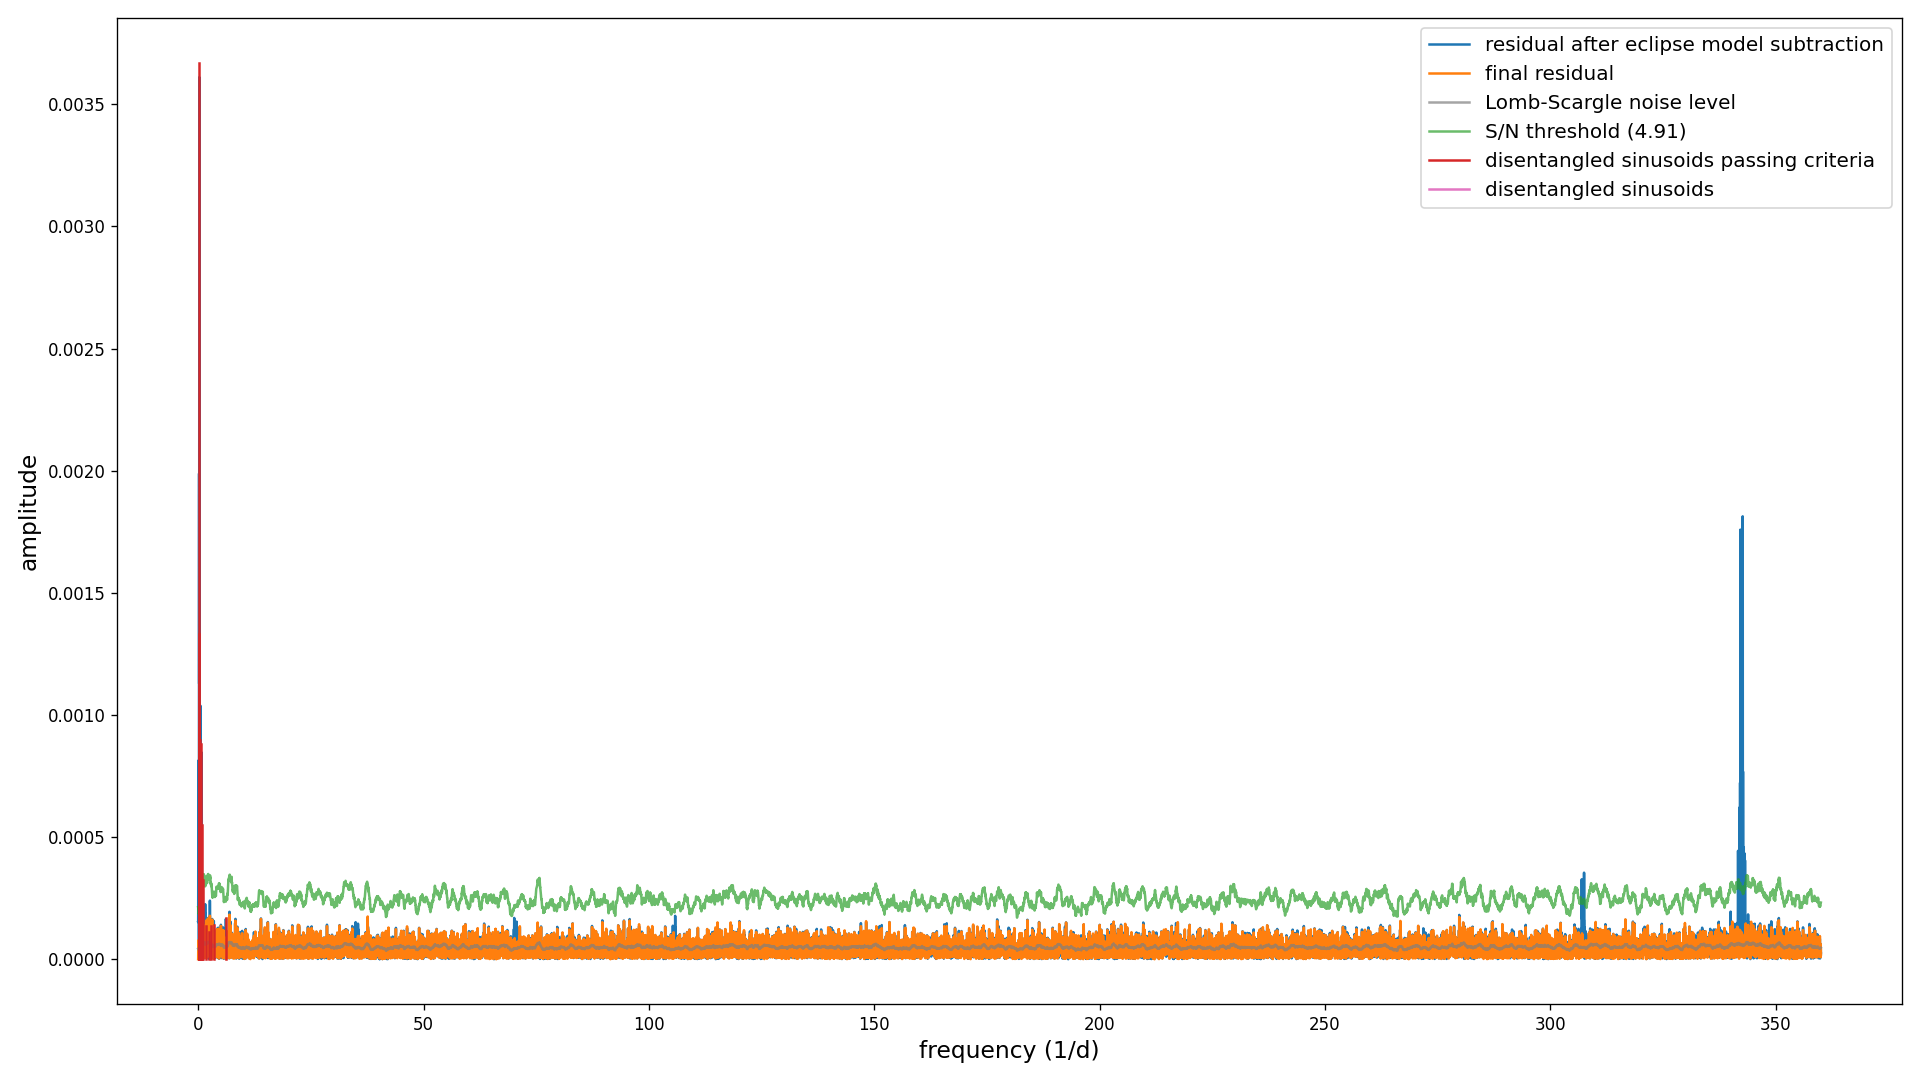 residual after eclipse model subtraction
final residual
Lomb-Scargle noise level
S/N threshold (4.91)
disentangled sinusoids passing criteria
disentangled sinusoids
0.0035
0.0030
0.0025
0.0020
0.0015
0.0010
0.0005
0.0000
amplitude
0 50 100 150 200 250 300 350
frequency (1/d)